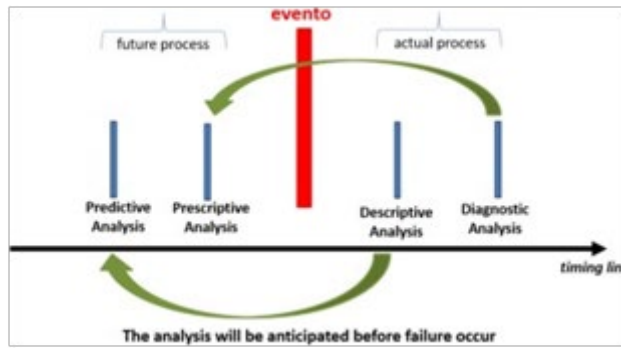 evento
future process
actual process
Predictive
Analysis
Prescriptive
Analysis
Descriptive
Analysis
Diagnostic
Analysis
timing lin
The analysis will be anticipated before failure occur